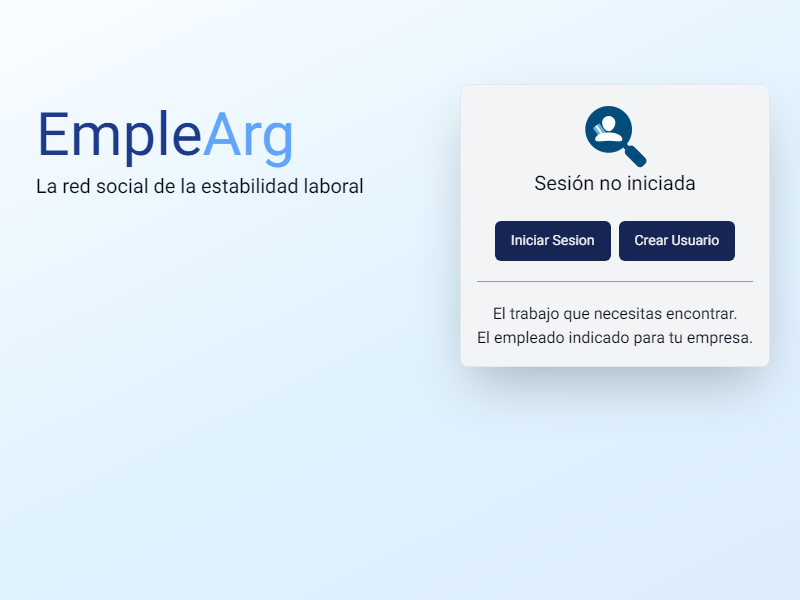 EmpleArg
La red social de la estabilidad laboral
Sesión no iniciada
Iniciar Sesion
Crear Usuario
El trabajo que necesitas encontrar.
El empleado indicado para tu empresa.